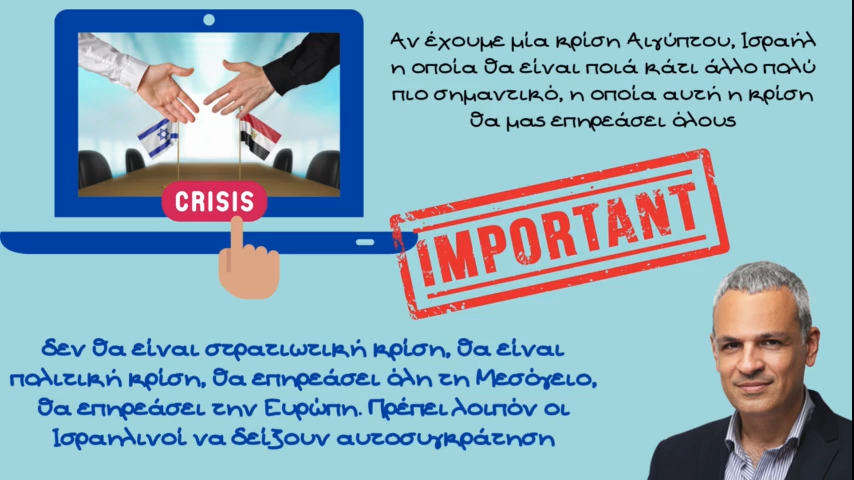 Αν έχουμε μία κρίση Αιγύπτου, Ισραήλ
η οποία θα είναι ποιά κάτι άλλο πολύ
πιο σημαντικό, η οποία αυτή η κρίση
θα μας επηρεάσει όλους
CRISIS
IMPORTANT
δεν θα είναι στρατιωτική κρίση, θα είναι
πολιτική κρίση, θα επηρεάσει όλη τη Μεσόγειο,
θα επηρεάσει την Ευρώπη. Πρέπει λοιπόν οι
Ισραηλινοί να δείξουν αυτοσυγκράτηση